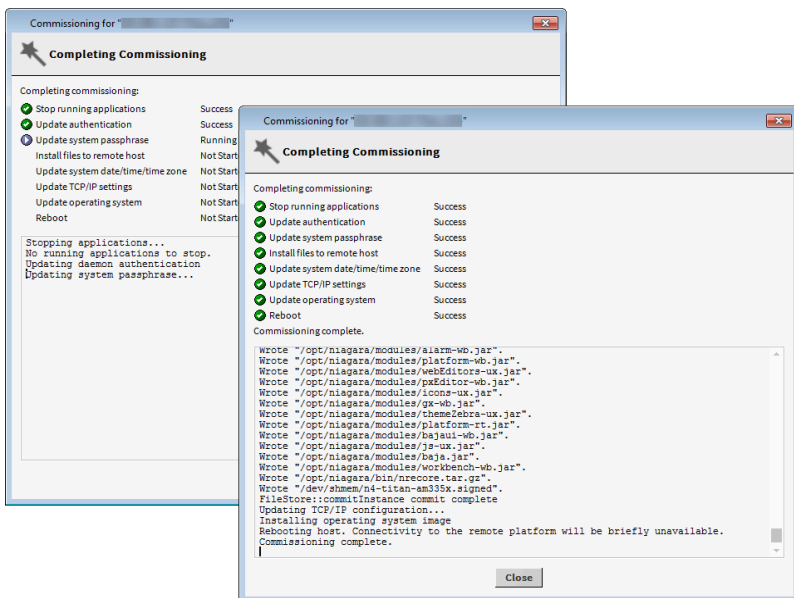 Commissioning for "
"
Completing Commissioning
Completing commissioning:
Stop running applications Success
Update authentication Success
Update system passphrase Running
Install files to remote host Not Start
Update system date/time/time zone Not Start
Update TCP/IP settings Not Start
Update operating system Not Start
Reboot Not Start
Stopping applications...
No running applications to stop.
Updating daemon authentication
Updating system passphrase...
Commissioning for "
"
Completing Commissioning
Completing commissioning:
Stop running applications Success
Update authentication Success
Update system passphrase Success
Install files to remote host Success
Update system date/time/time zone Success
Update TCP/IP settings Success
Update operating system Success
Reboot Success
Commissioning complete.
Wrote "/opt/niagara/modules/alarm-wb.jar".
Wrote "/opt/niagara/modules/platform-wb.jar".
Wrote "/opt/niagara/modules/webEditors-ux.jar".
Wrote "/opt/niagara/modules/pxEditor-wb.jar".
Wrote "/opt/niagara/modules/icons-ux.jar".
Wrote "/opt/niagara/modules/gx-wb.jar".
Wrote "/opt/niagara/modules/themeZebra-ux.jar".
Wrote "/opt/niagara/modules/platform-rt.jar".
Wrote "/opt/niagara/modules/bajaui-wb.jar".
Wrote "/opt/niagara/modules/js-ux.jar".
Wrote "/opt/niagara/modules/baja.jar".
Wrote "/opt/niagara/modules/workbench-wb.jar".
Wrote "/opt/niagara/bin/nrecore.tar.gz".
Wrote "/dev/shmem/n4-titan-am335x.signed".
FileStore::commitInstance commit complete
Updating TCP/IP configuration...
Installing operating system image
Rebooting host. Connectivity to the remote platform will be briefly unavailable.
Commissioning complete.
Close